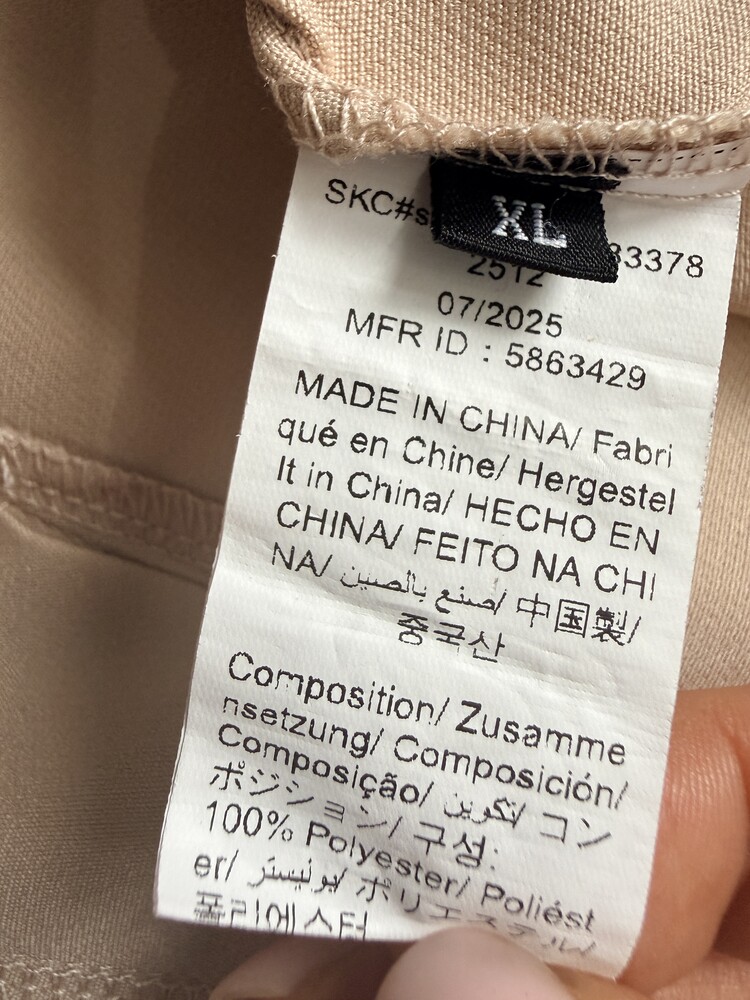 XL
SKC#s 33378
2512
07/2025
MFR ID : 5863429
MADE IN CHINA/ Fabri
qué en Chine/ Hergestel
lt in China/ HECHO EN
CHINA/ FEITO NA CHI
NA/ صنع بالصين/ 中国製/
중국산
Composition/ Zusamme
nsetzung/ Composición/
Composição/ تكوين/ コン
ポジション/ 구성:
100% Polyester/ Poliést
er/ بوليستر/ ポリエステル/
폴리에스터